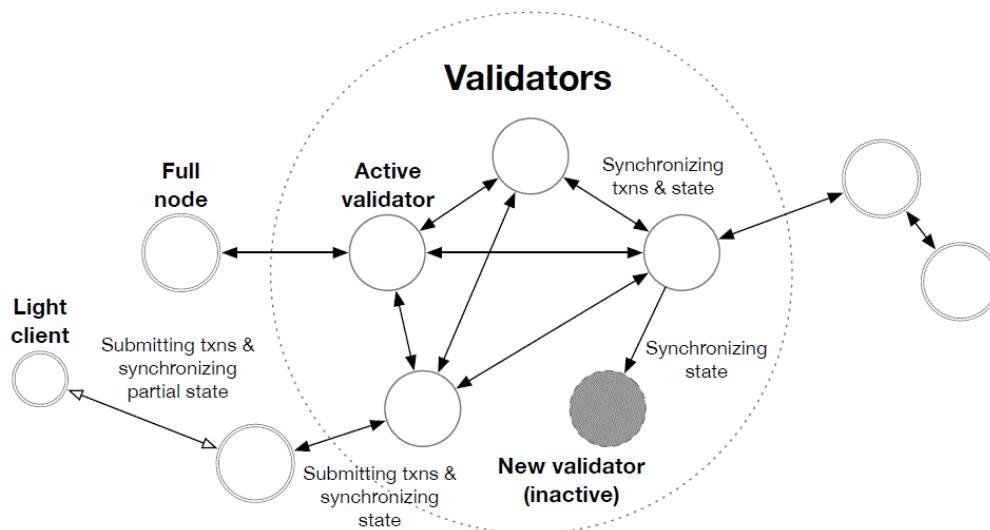 Validators
Full
node
Active
validator
Synchronizing
txns & state
Light
client
Submitting txns &
synchronizing
partial state
Synchronizing
state
New validator
(inactive)
Submitting txns &
synchronizing
state